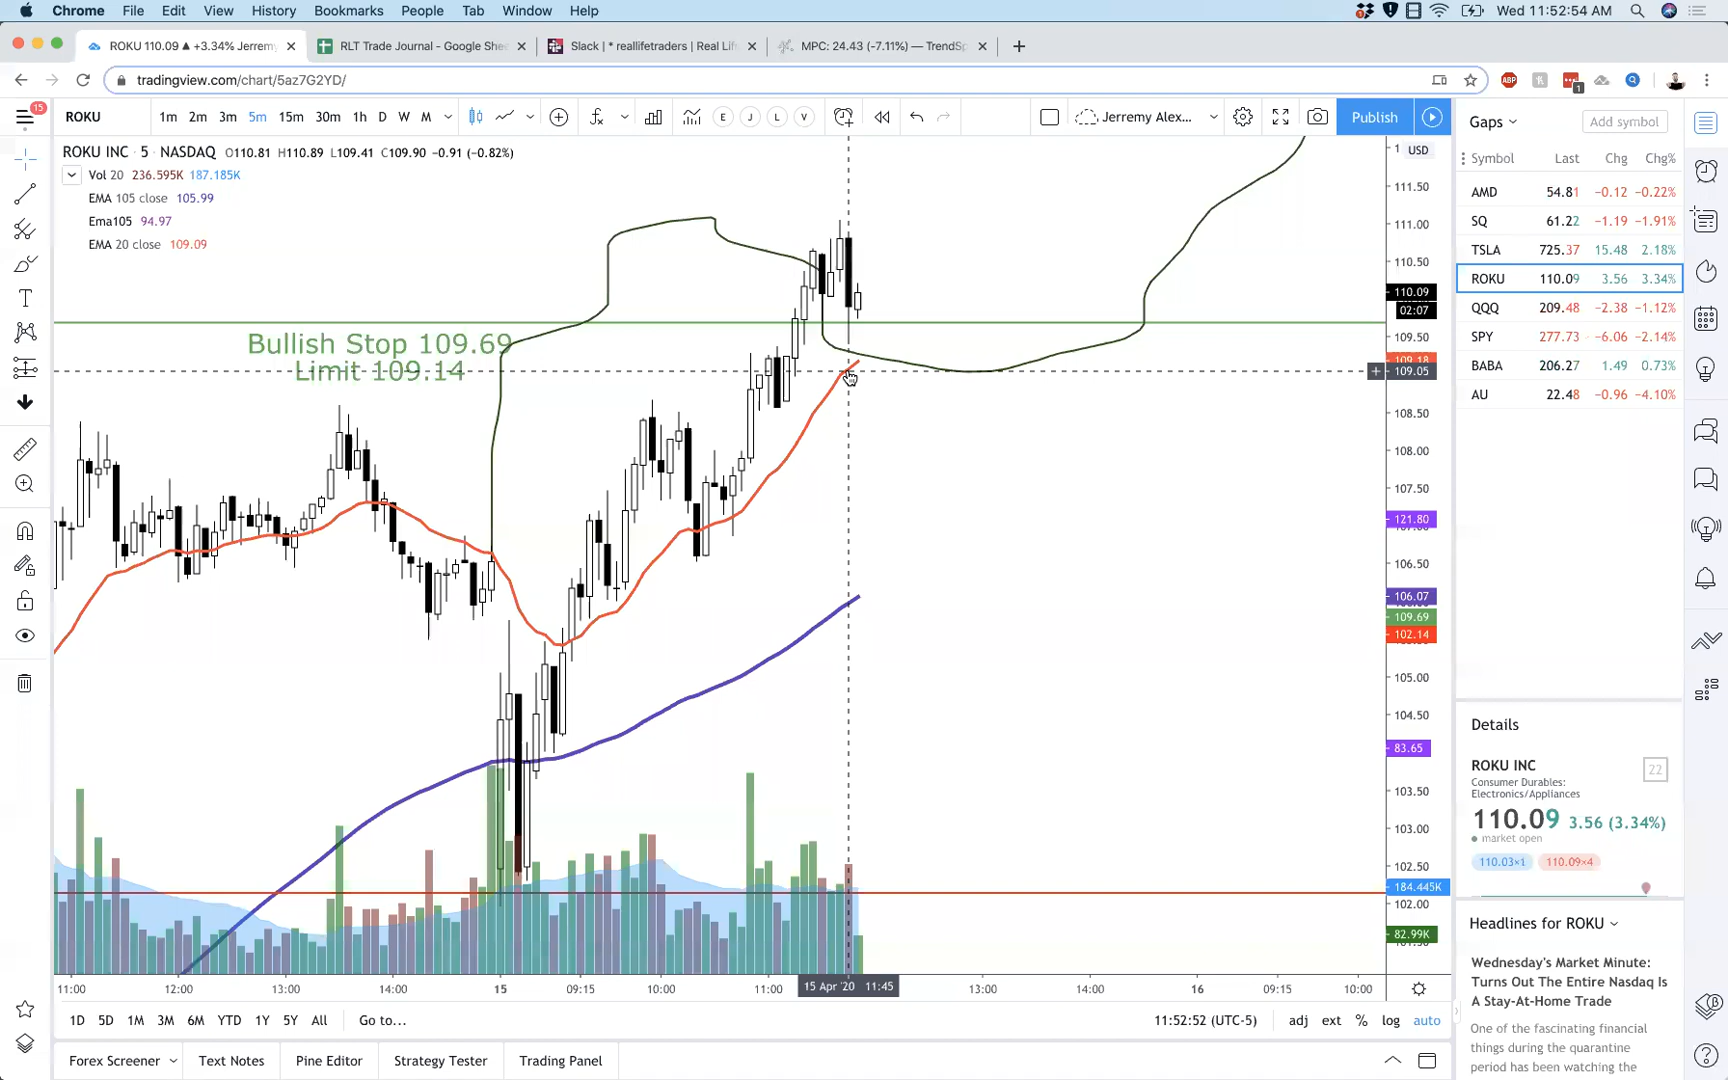 Chrome File Edit View History Bookmarks People Tab Window Help Wed 11:52:54 AM
ROKU 110.09 ▲ +3.34% Jerremy RLT Trade Journal - Google She Slack | * reallifetraders | Real Li MPC: 24.43 (-7.11%) — TrendSp
tradingview.com/chart/5az7G2YD/
15 ROKU 1m 2m 3m 5m 15m 30m 1h D W M E J L V Jerremy Alex... Publish
ROKU INC · 5 · NASDAQ O110.81 H110.89 L109.41 C109.90 −0.91 (−0.82%)
Vol 20 236.595K 187.185K
EMA 105 close 105.99
Ema105 94.97
EMA 20 close 109.09
Bullish Stop 109.69
Limit 109.14
USD
111.50
111.00
110.50
110.09
02:07
109.50
109.18
109.05
108.50
108.00
107.50
121.80
106.50
106.07
109.69
102.14
105.00
104.50
83.65
103.50
103.00
102.50
184.445K
102.00
82.99K
11:00 12:00 13:00 14:00 15 09:15 10:00 11:00 15 Apr '20 11:45 13:00 14:00 16 09:15 10:00
1D 5D 1M 3M 6M YTD 1Y 5Y All Go to... 11:52:52 (UTC-5) adj ext % log auto
Forex Screener Text Notes Pine Editor Strategy Tester Trading Panel
Gaps Add symbol
Symbol Last Chg Chg%
AMD 54.81 −0.12 −0.22%
SQ 61.22 −1.19 −1.91%
TSLA 725.37 15.48 2.18%
ROKU 110.09 3.56 3.34%
QQQ 209.48 −2.38 −1.12%
SPY 277.73 −6.06 −2.14%
BABA 206.27 1.49 0.73%
AU 22.48 −0.96 −4.10%
Details
ROKU INC 22
Consumer Durables:
Electronics/Appliances
110.09 3.56 (3.34%)
market open
110.03×1 110.09×4
Headlines for ROKU
Wednesday's Market Minute:
Turns Out The Entire Nasdaq Is
A Stay-At-Home Trade
One of the fascinating financial
things during the quarantine
period has been watching the